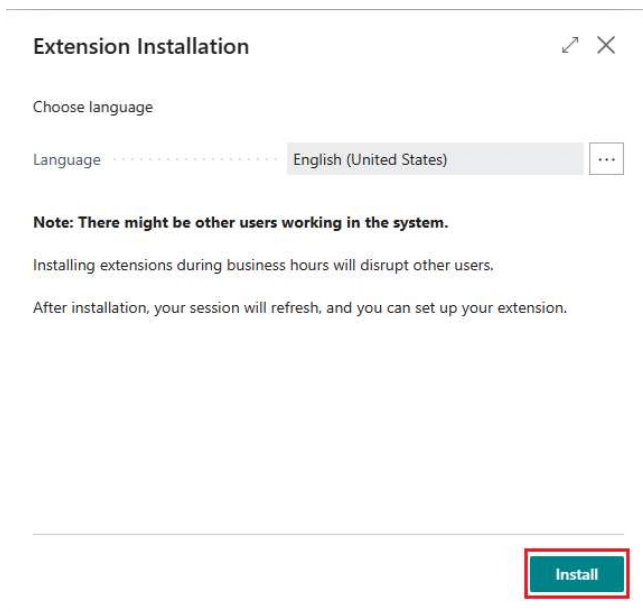 Extension Installation
Choose language
Language
English (United States)
Note: There might be other users working in the system.
Installing extensions during business hours will disrupt other users.
After installation, your session will refresh, and you can set up your extension.
Install